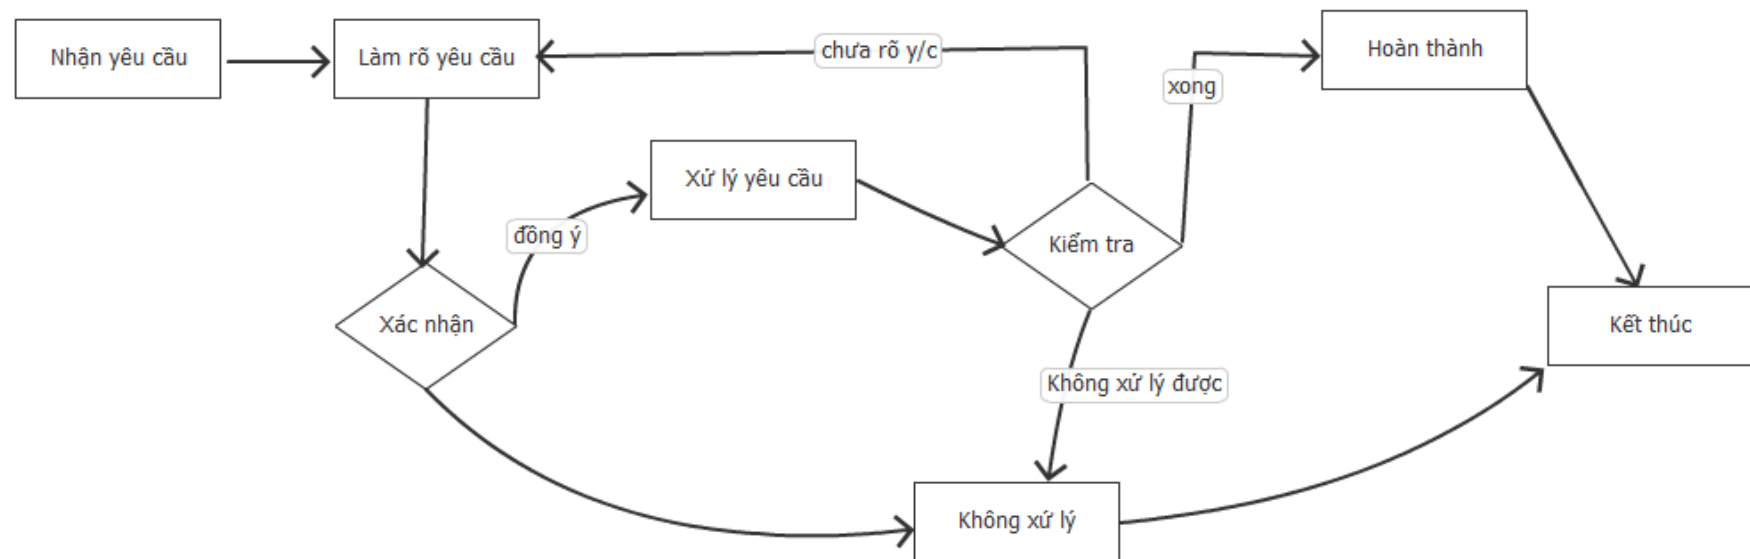 Nhận yêu cầu
Làm rõ yêu cầu
chưa rõ y/c
xong
Hoàn thành
Xử lý yêu cầu
đồng ý
Kiểm tra
Xác nhận
Kết thúc
Không xử lý được
Không xử lý